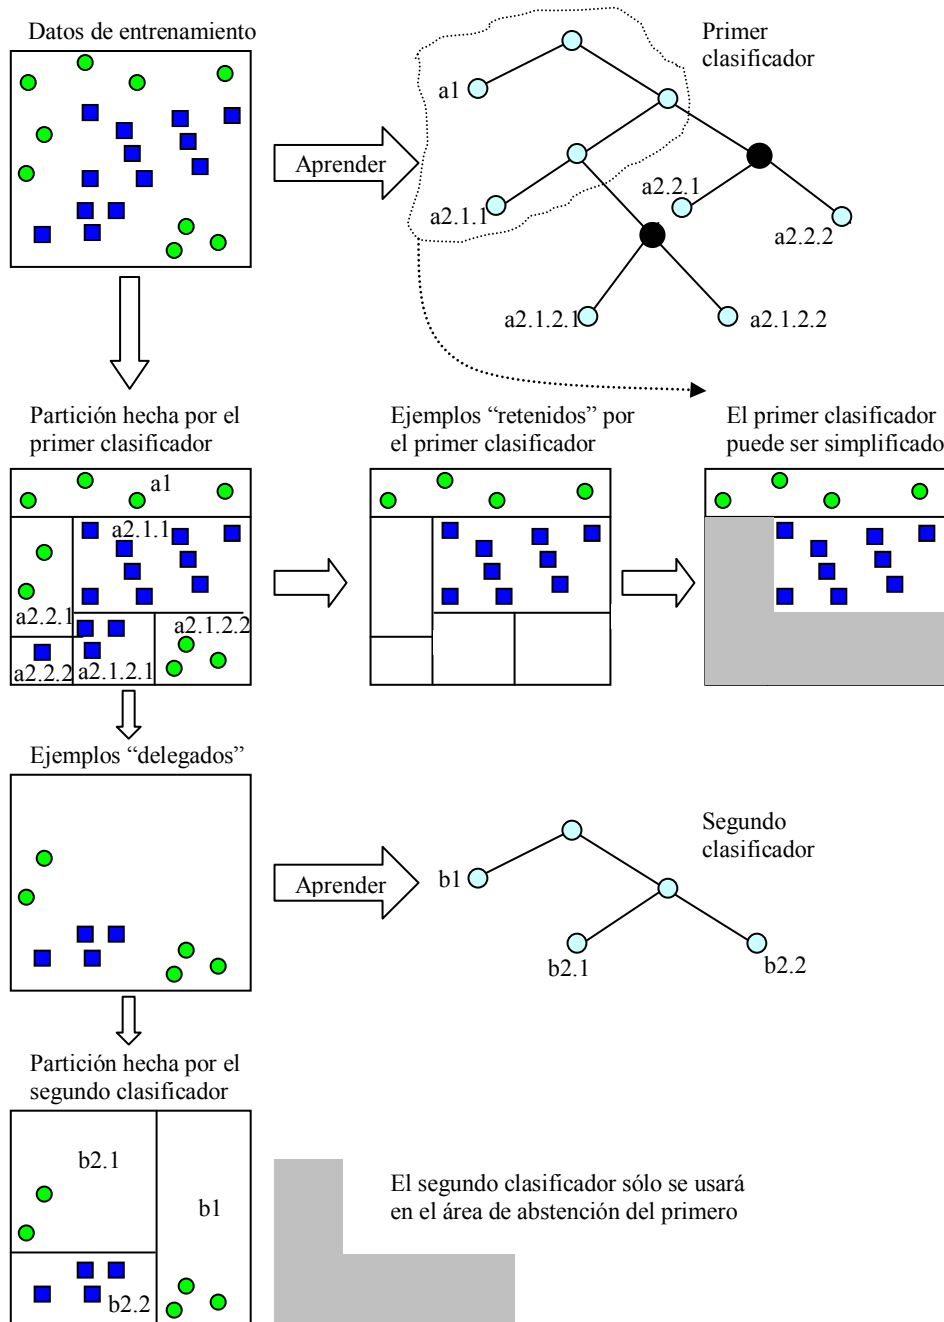 Datos de entrenamiento
Primer
clasificador
a1
Aprender
a2.2.1
a2.1.1
a2.2.2
a2.1.2.1
a2.1.2.2
Partición hecha por el
primer clasificador
Ejemplos “retenidos” por
el primer clasificador
El primer clasificador
puede ser simplificado
a1
a2.1.1
a2.2.1
a2.1.2.2
a2.2.2
a2.1.2.1
Ejemplos “delegados”
Segundo
clasificador
Aprender
b1
b2.1
b2.2
Partición hecha por el
segundo clasificador
b2.1
b1
El segundo clasificador sólo se usará
en el área de abstención del primero
b2.2